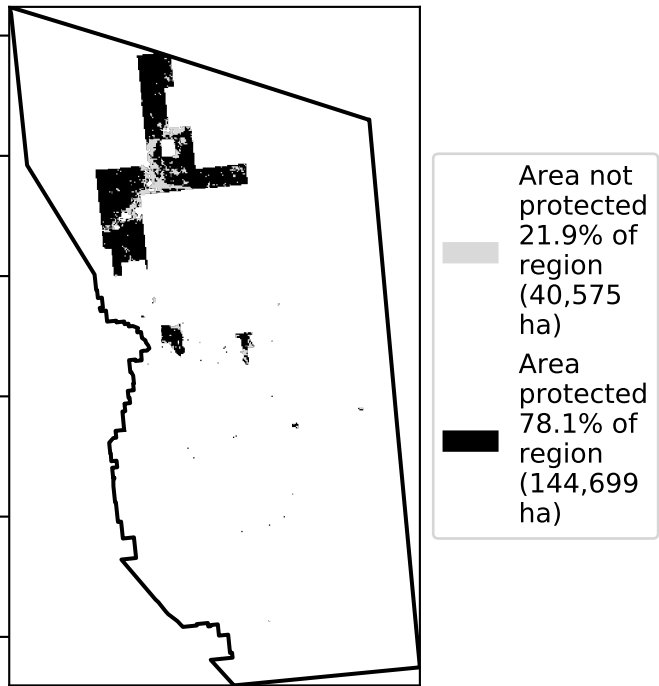 Area not
protected
21.9% of
region
(40,575
ha)
Area
protected
78.1% of
region
(144,699
ha)